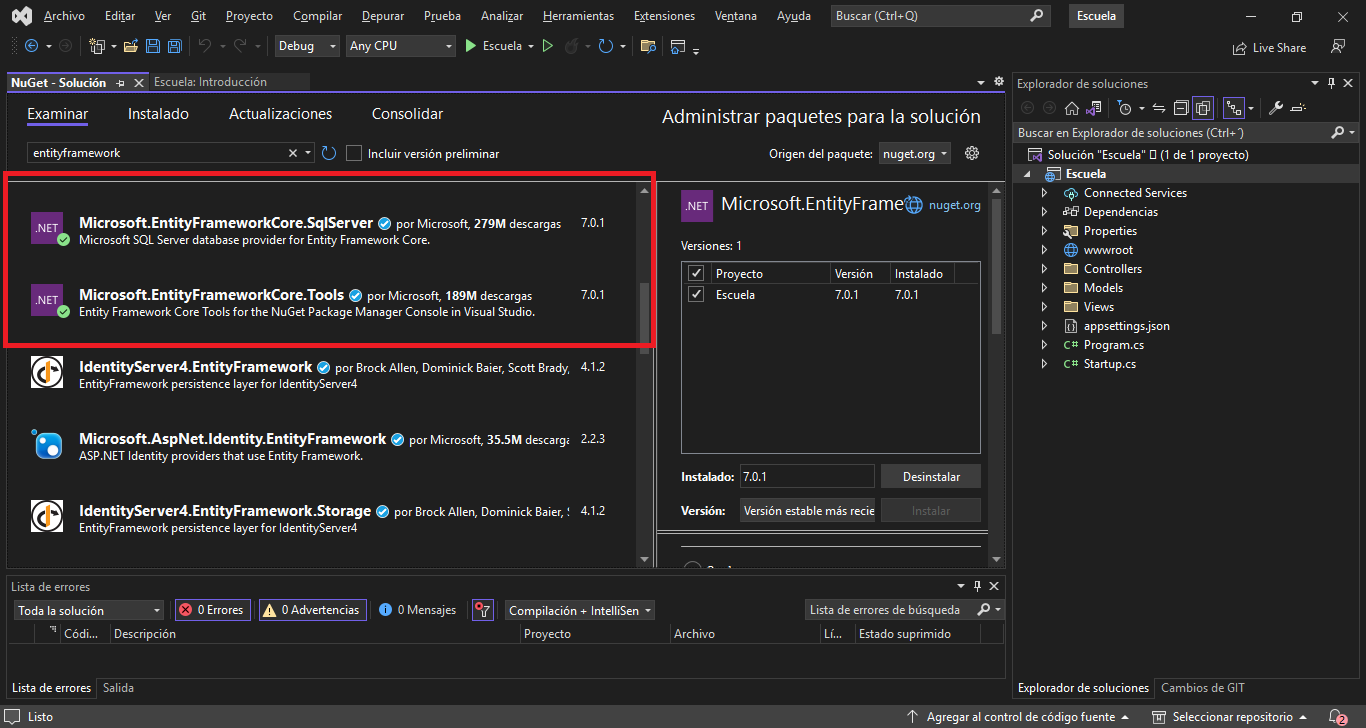 Archivo Editar Ver Git Proyecto Compilar Depurar Prueba Analizar Herramientas Extensiones Ventana Ayuda Buscar (Ctrl+Q) Escuela
Debug Any CPU Escuela Live Share
NuGet - Solución Escuela: Introducción
Examinar Instalado Actualizaciones Consolidar
Administrar paquetes para la solución
entityframework Incluir versión preliminar
Origen del paquete: nuget.org
.NET Microsoft.EntityFrameworkCore.SqlServer por Microsoft, 279M descargas 7.0.1
Microsoft SQL Server database provider for Entity Framework Core.
.NET Microsoft.EntityFrameworkCore.Tools por Microsoft, 189M descargas 7.0.1
Entity Framework Core Tools for the NuGet Package Manager Console in Visual Studio.
IdentityServer4.EntityFramework por Brock Allen, Dominick Baier, Scott Brady, 4.1.2
EntityFramework persistence layer for IdentityServer4
Microsoft.AspNet.Identity.EntityFramework por Microsoft, 35.5M descarga 2.2.3
ASP.NET Identity providers that use Entity Framework.
IdentityServer4.EntityFramework.Storage por Brock Allen, Dominick Baier, 4.1.2
EntityFramework persistence layer for IdentityServer4
.NET Microsoft.EntityFrame nuget.org
Versiones: 1
Proyecto Versión Instalado
Escuela 7.0.1 7.0.1
Instalado: 7.0.1 Desinstalar
Versión: Versión estable más recie Instalar
Explorador de soluciones
Buscar en Explorador de soluciones (Ctrl+´)
Solución "Escuela" (1 de 1 proyecto)
Escuela
Connected Services
Dependencias
Properties
wwwroot
Controllers
Models
Views
appsettings.json
C# Program.cs
C# Startup.cs
Lista de errores
Toda la solución 0 Errores 0 Advertencias 0 Mensajes Compilación + IntelliSen Lista de errores de búsqueda
Códi... Descripción Proyecto Archivo Lí... Estado suprimido
Lista de errores Salida
Explorador de soluciones Cambios de GIT
Listo Agregar al control de código fuente Seleccionar repositorio 2